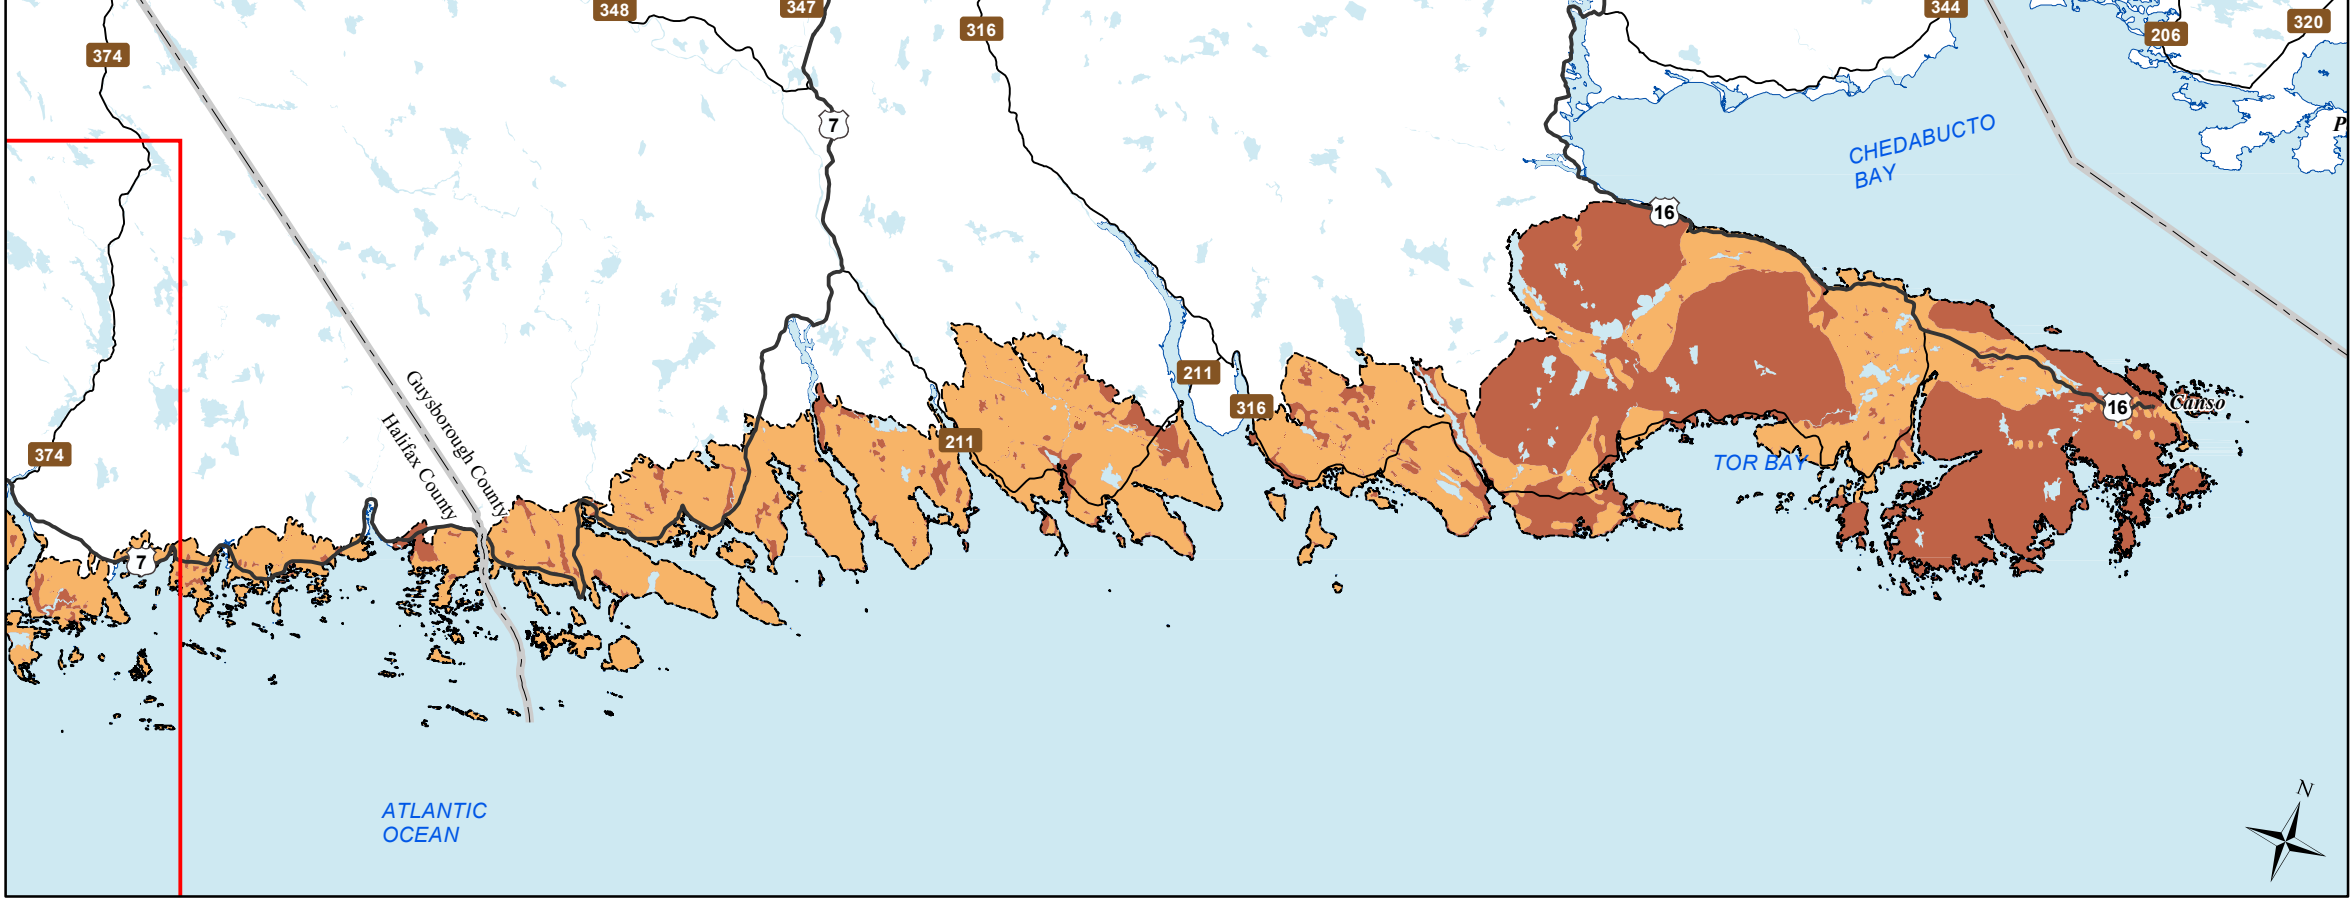 348
347
316
344
206
320
374
7
CHEDABUCTO
BAY
P
16
211
316
Guysborough County
Halifax County
211
374
16
Canso
TOR BAY
7
ATLANTIC
OCEAN
N